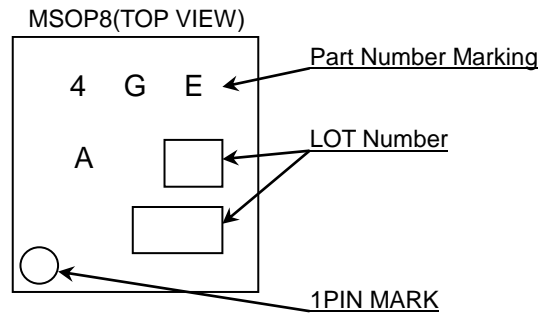 MSOP8(TOP VIEW)
Part Number Marking
4 G E
LOT Number
A
1PIN MARK